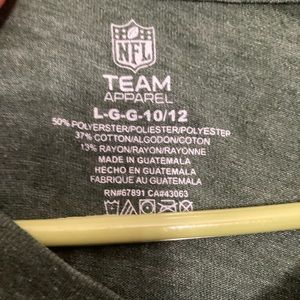 NFL
TEAM
APPAREL
L-G-G-10/12
50% POLYERSTER/POLIESTER/POLYESTER
37% COTTON/ALGODON/COTON
13% RAYON/RAYON/RAYONNE
MADE IN GUATEMALA
HECHO EN GUATEMALA
FABRIQUE AU GUATEMALA
RN#67891 CA#43063